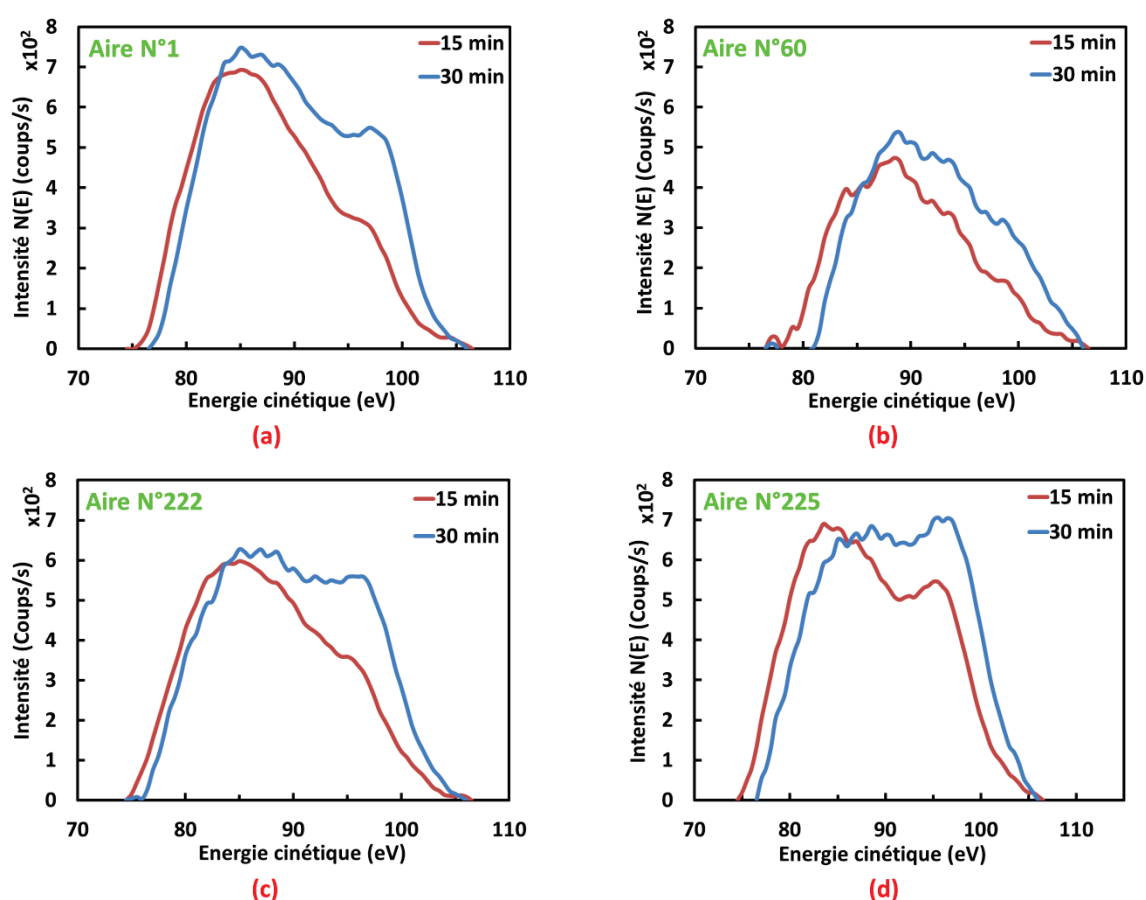 x10²
Aire N°1
15 min
30 min
Intensité N(E) (coups/s)
8
7
6
5
4
3
2
1
0
70 80 90 100 110
Energie cinétique (eV)
(a)
x10²
Aire N°60
15 min
30 min
Intensité N(E) (Coups/s)
8
7
6
5
4
3
2
1
0
70 80 90 100 110
Energie cinétique (eV)
(b)
x10²
Aire N°222
15 min
30 min
Intensité (Coups/s)
8
7
6
5
4
3
2
1
0
70 80 90 100 110
Energie cinétique (eV)
(c)
x10²
Aire N°225
15 min
30 min
Intensité N(E) (Coups/s)
8
7
6
5
4
3
2
1
0
70 80 90 100 110
Energie cinétique (eV)
(d)